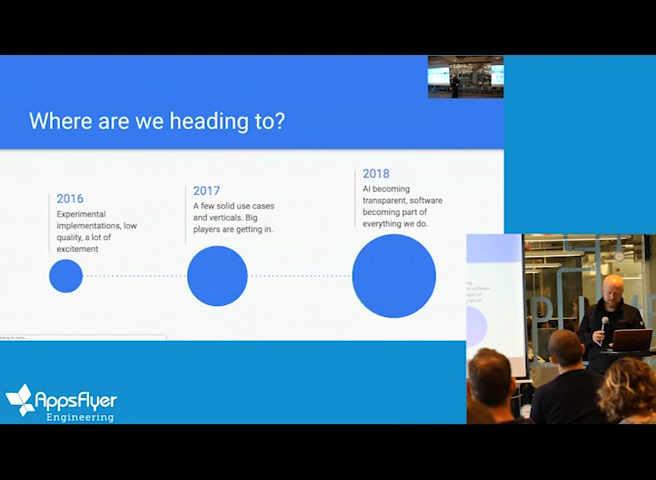 Where are we heading to?
2016
Experimental
implementations, low
quality, a lot of
excitement
2017
A few solid use cases
and verticals. Big
players are getting in.
2018
AI becoming
transparent, software
becoming part of
everything we do.
AppsFlyer
Engineering